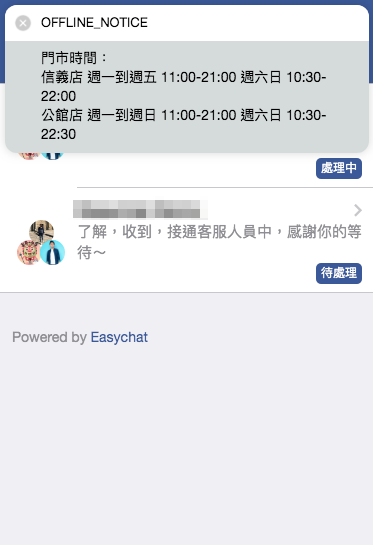 OFFLINE_NOTICE
門市時間：
信義店 週一到週五 11:00-21:00 週六日 10:30-
22:00
公館店 週一到週日 11:00-21:00 週六日 10:30-
22:30
處理中
了解，收到，接通客服人員中，感謝你的等
待～
待處理
Powered by Easychat